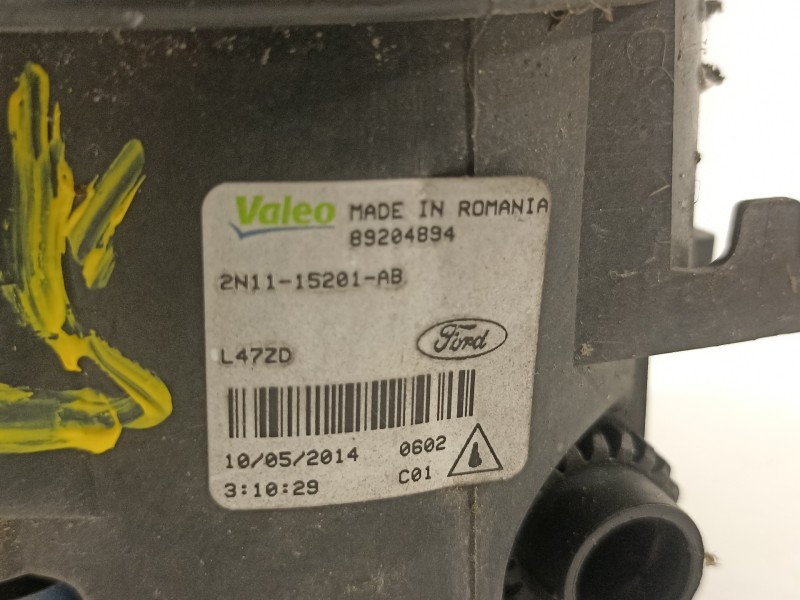 Valeo MADE IN ROMANIA
89204894
2N11-15201-AB
L47ZD
Ford
10/05/2014 0602
3:10:29 C01